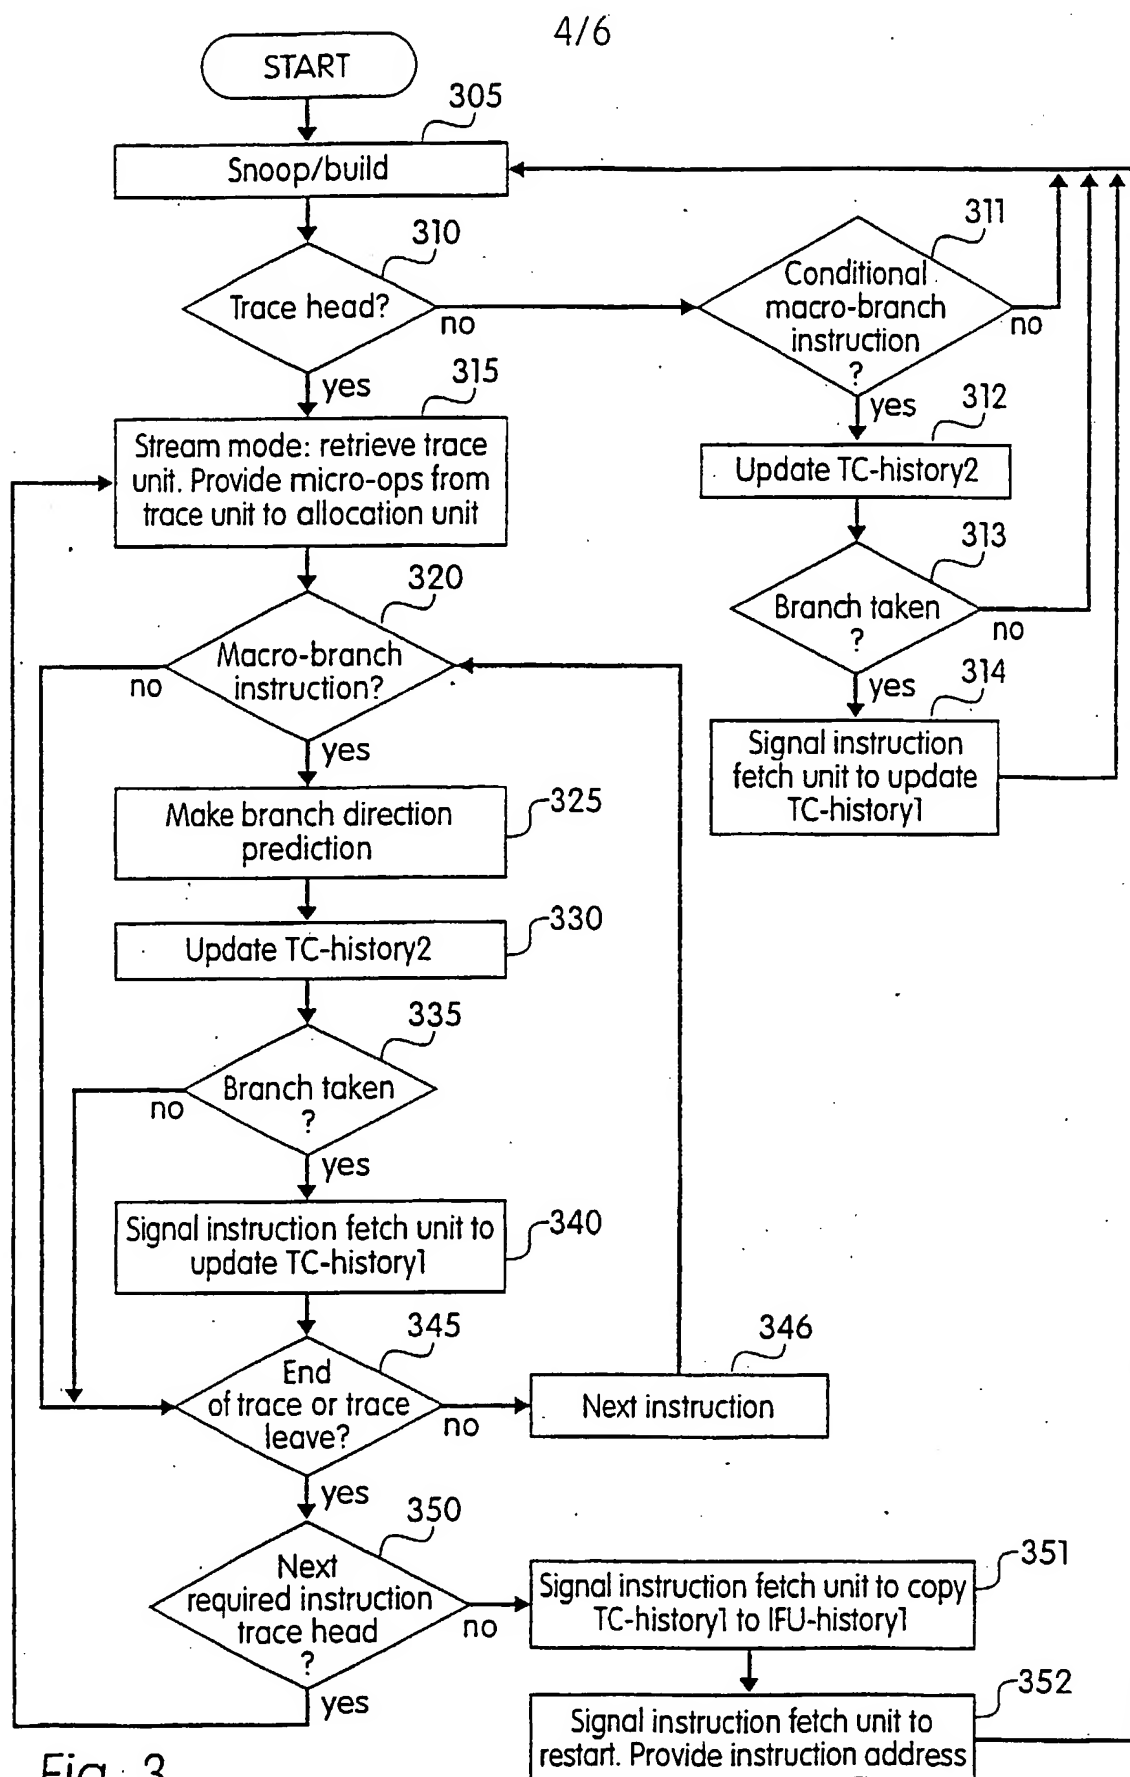 4/6
START
305
Snoop/build
310
Trace head?
no
yes
311
Conditional
macro-branch
instruction
?
no
yes
312
Update TC-history2
313
Branch taken
?
no
yes
314
Signal instruction
fetch unit to update
TC-history1
315
Stream mode: retrieve trace
unit. Provide micro-ops from
trace unit to allocation unit
320
Macro-branch
instruction?
no
yes
Make branch direction
prediction
325
Update TC-history2
330
335
Branch taken
?
no
yes
Signal instruction fetch unit to
update TC-history1
340
345
End
of trace or trace
leave?
no
yes
346
Next instruction
350
Next
required instruction
trace head
?
no
yes
351
Signal instruction fetch unit to copy
TC-history1 to IFU-history1
352
Signal instruction fetch unit to
restart. Provide instruction address
Fig. 3